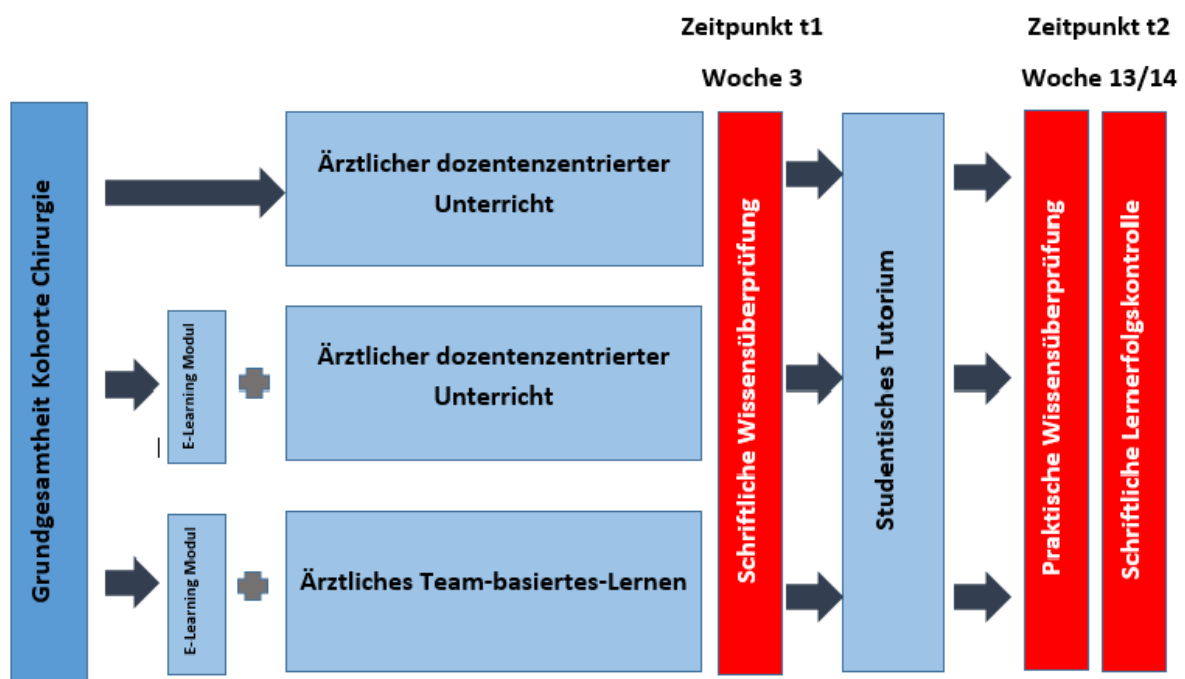 Zeitpunkt t1
Woche 3
Zeitpunkt t2
Woche 13/14
Grundgesamtheit Kohorte Chirurgie
Ärztlicher dozentenzentrierter
Unterricht
E-Learning Modul
Ärztlicher dozentenzentrierter
Unterricht
E-Learning Modul
Ärztliches Team-basiertes-Lernen
Schriftliche Wissensüberprüfung
Studentisches Tutorium
Praktische Wissensüberprüfung
Schriftliche Lernerfolgskontrolle